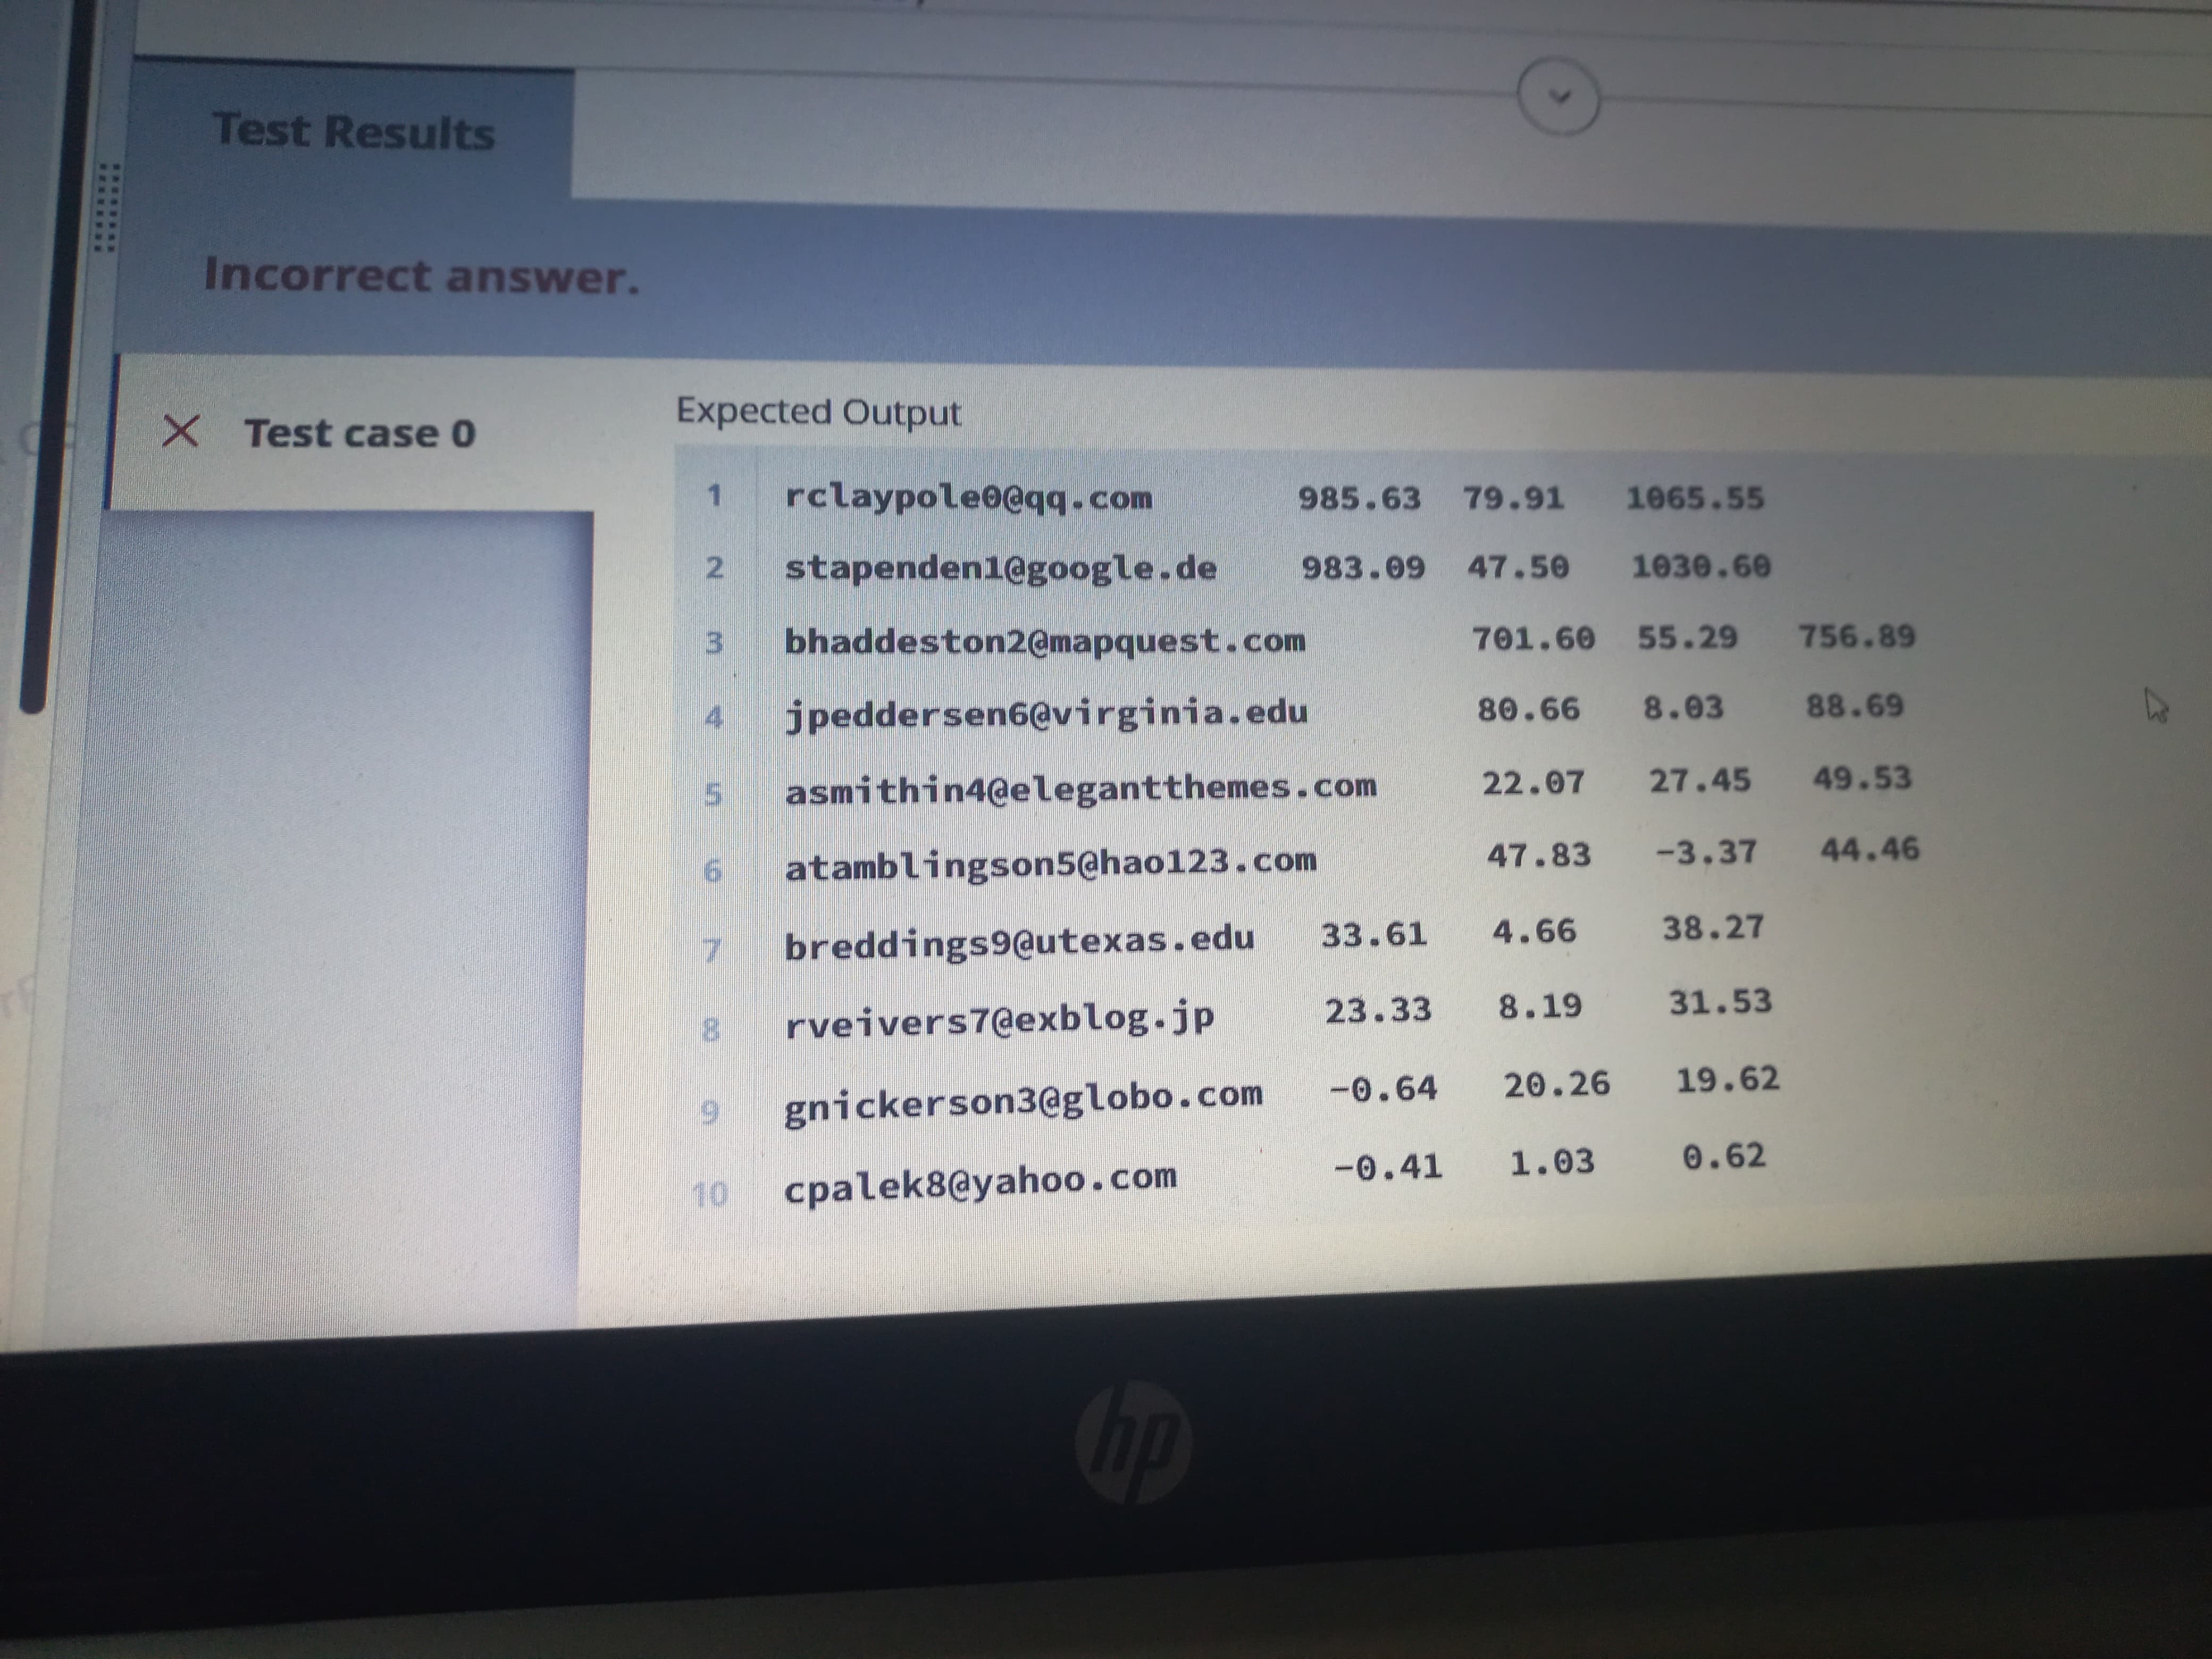 Test Results
Incorrect answer.
Test case 0
Expected Output
1 rclaypole0@qq.com 985.63 79.91 1065.55
2 stapenden1@google.de 983.09 47.50 1030.60
3 bhaddeston2@mapquest.com 701.60 55.29 756.89
4 jpeddersen6@virginia.edu 80.66 8.03 88.69
5 asmithin4@elegantthemes.com 22.07 27.45 49.53
6 atamblingson5@hao123.com 47.83 -3.37 44.46
7 breddings9@utexas.edu 33.61 4.66 38.27
8 rveivers7@exblog.jp 23.33 8.19 31.53
9 gnickerson3@globo.com -0.64 20.26 19.62
10 cpalek8@yahoo.com -0.41 1.03 0.62
hp